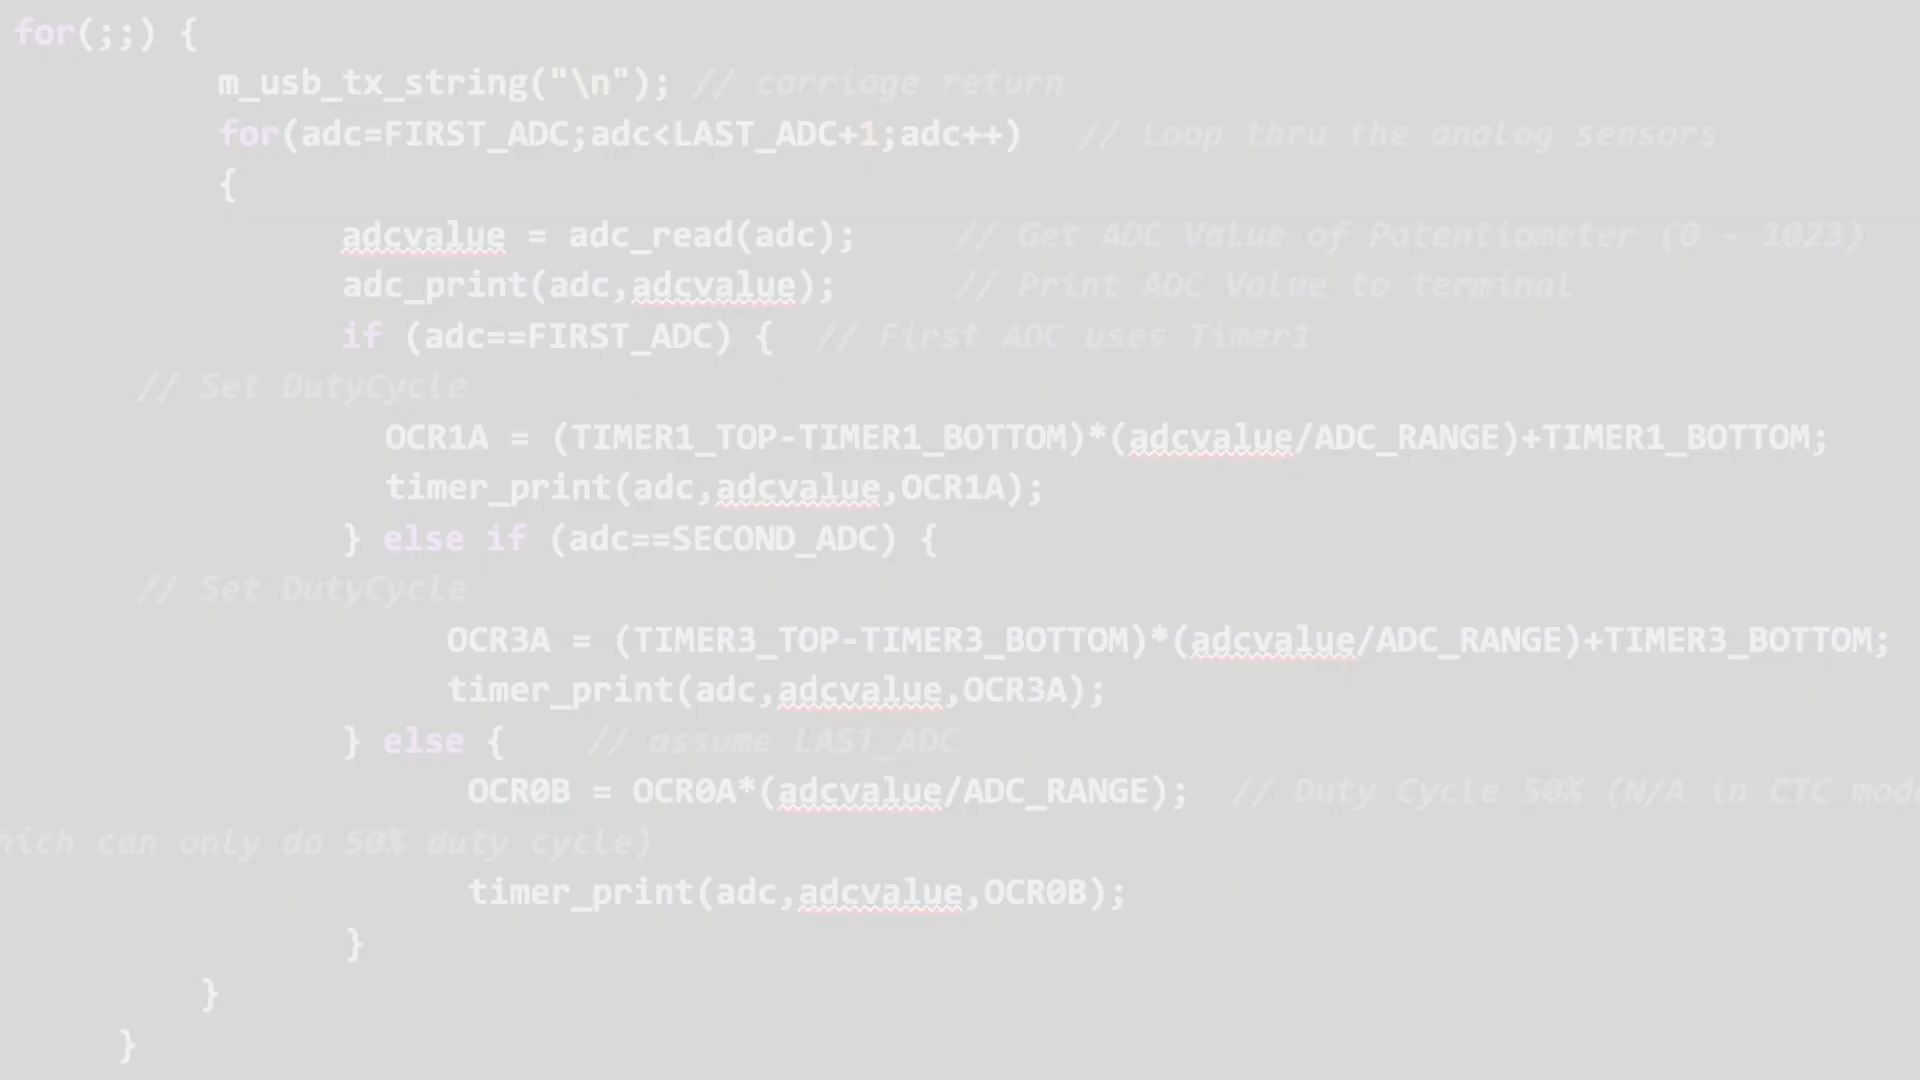 for(;;) {
m_usb_tx_string("\n"); // carriage return
for(adc=FIRST_ADC;adc<LAST_ADC+1;adc++) // Loop thru the analog sensors
{
adcvalue = adc_read(adc); // Get ADC Value of Potentiometer (0 - 1023)
adc_print(adc,adcvalue); // Print ADC Value to terminal
if (adc==FIRST_ADC) { // First ADC uses Timer1
// Set DutyCycle
OCR1A = (TIMER1_TOP-TIMER1_BOTTOM)*(adcvalue/ADC_RANGE)+TIMER1_BOTTOM;
timer_print(adc,adcvalue,OCR1A);
} else if (adc==SECOND_ADC) {
// Set DutyCycle
OCR3A = (TIMER3_TOP-TIMER3_BOTTOM)*(adcvalue/ADC_RANGE)+TIMER3_BOTTOM;
timer_print(adc,adcvalue,OCR3A);
} else { // assume LAST_ADC
OCR0B = OCR0A*(adcvalue/ADC_RANGE); // Duty Cycle 50% (N/A in CTC mod
hich can only do 50% duty cycle)
timer_print(adc,adcvalue,OCR0B);
}
}
}